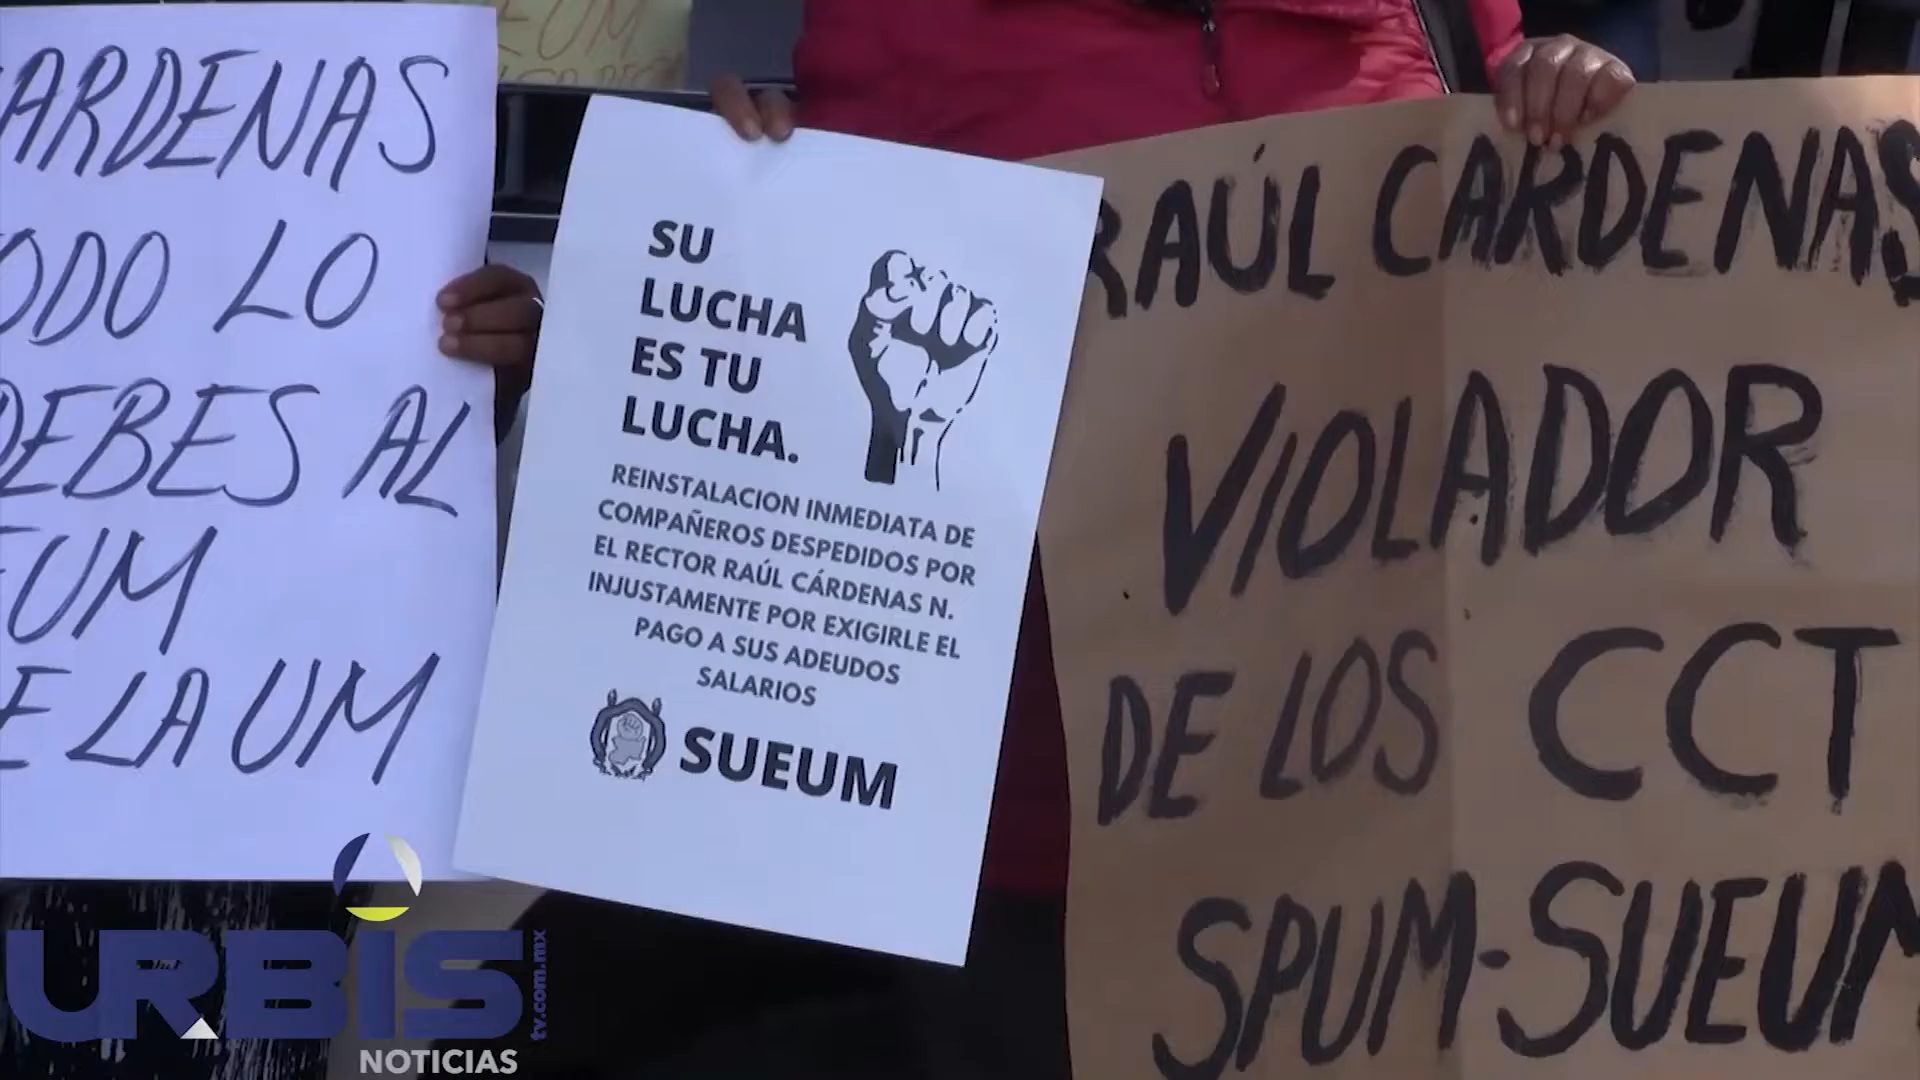 CARDENAS
TODO LO
DEBES AL
EUM
E LA UM
SU
LUCHA
ES TU
LUCHA.
REINSTALACION INMEDIATA DE
COMPAÑEROS DESPEDIDOS POR
EL RECTOR RAÚL CÁRDENAS N.
INJUSTAMENTE POR EXIGIRLE EL
PAGO A SUS ADEUDOS
SALARIOS
SUEUM
RAÚL CARDENAS
VIOLADOR
DE LOS CCT
SPUM-SUEUM
URBIS
tv.com.mx
NOTICIAS